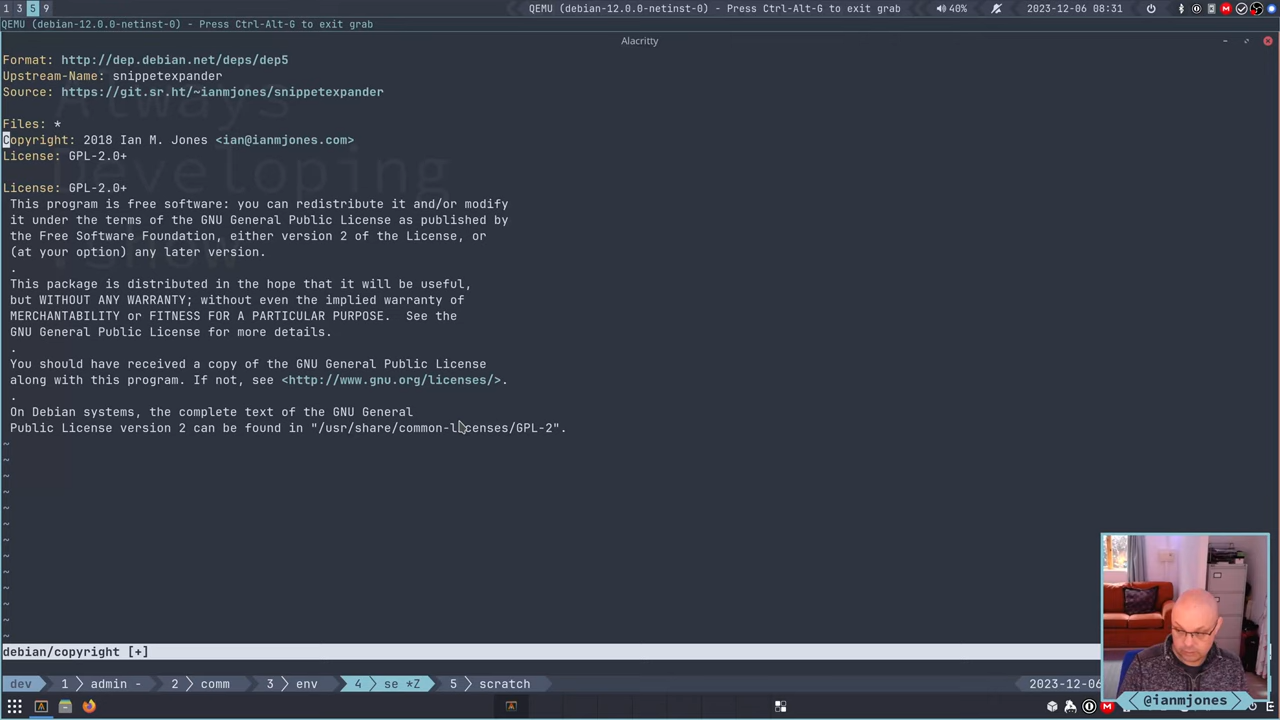 1 3 5 9
QEMU (debian-12.0.0-netinst-0) - Press Ctrl-Alt-G to exit grab
40%
2023-12-06 08:31
QEMU (debian-12.0.0-netinst-0) - Press Ctrl-Alt-G to exit grab
Alacritty
Format: http://dep.debian.net/deps/dep5
Upstream-Name: snippetexpander
Source: https://git.sr.ht/~ianmjones/snippetexpander
Always
Files: *
Copyright: 2018 Ian M. Jones <ian@ianmjones.com>
License: GPL-2.0+
Developing
License: GPL-2.0+
This program is free software: you can redistribute it and/or modify
it under the terms of the GNU General Public License as published by
the Free Software Foundation, either version 2 of the License, or
(at your option) any later version.
.
This package is distributed in the hope that it will be useful,
but WITHOUT ANY WARRANTY; without even the implied warranty of
MERCHANTABILITY or FITNESS FOR A PARTICULAR PURPOSE.  See the
GNU General Public License for more details.
.
You should have received a copy of the GNU General Public License
along with this program. If not, see <http://www.gnu.org/licenses/>.
.
On Debian systems, the complete text of the GNU General
Public License version 2 can be found in "/usr/share/common-licenses/GPL-2".
~
~
~
~
~
~
~
~
~
~
~
~
~
debian/copyright [+]
dev 1 admin - 2 comm 3 env 4 se *Z 5 scratch 2023-12-06
@ianmjones